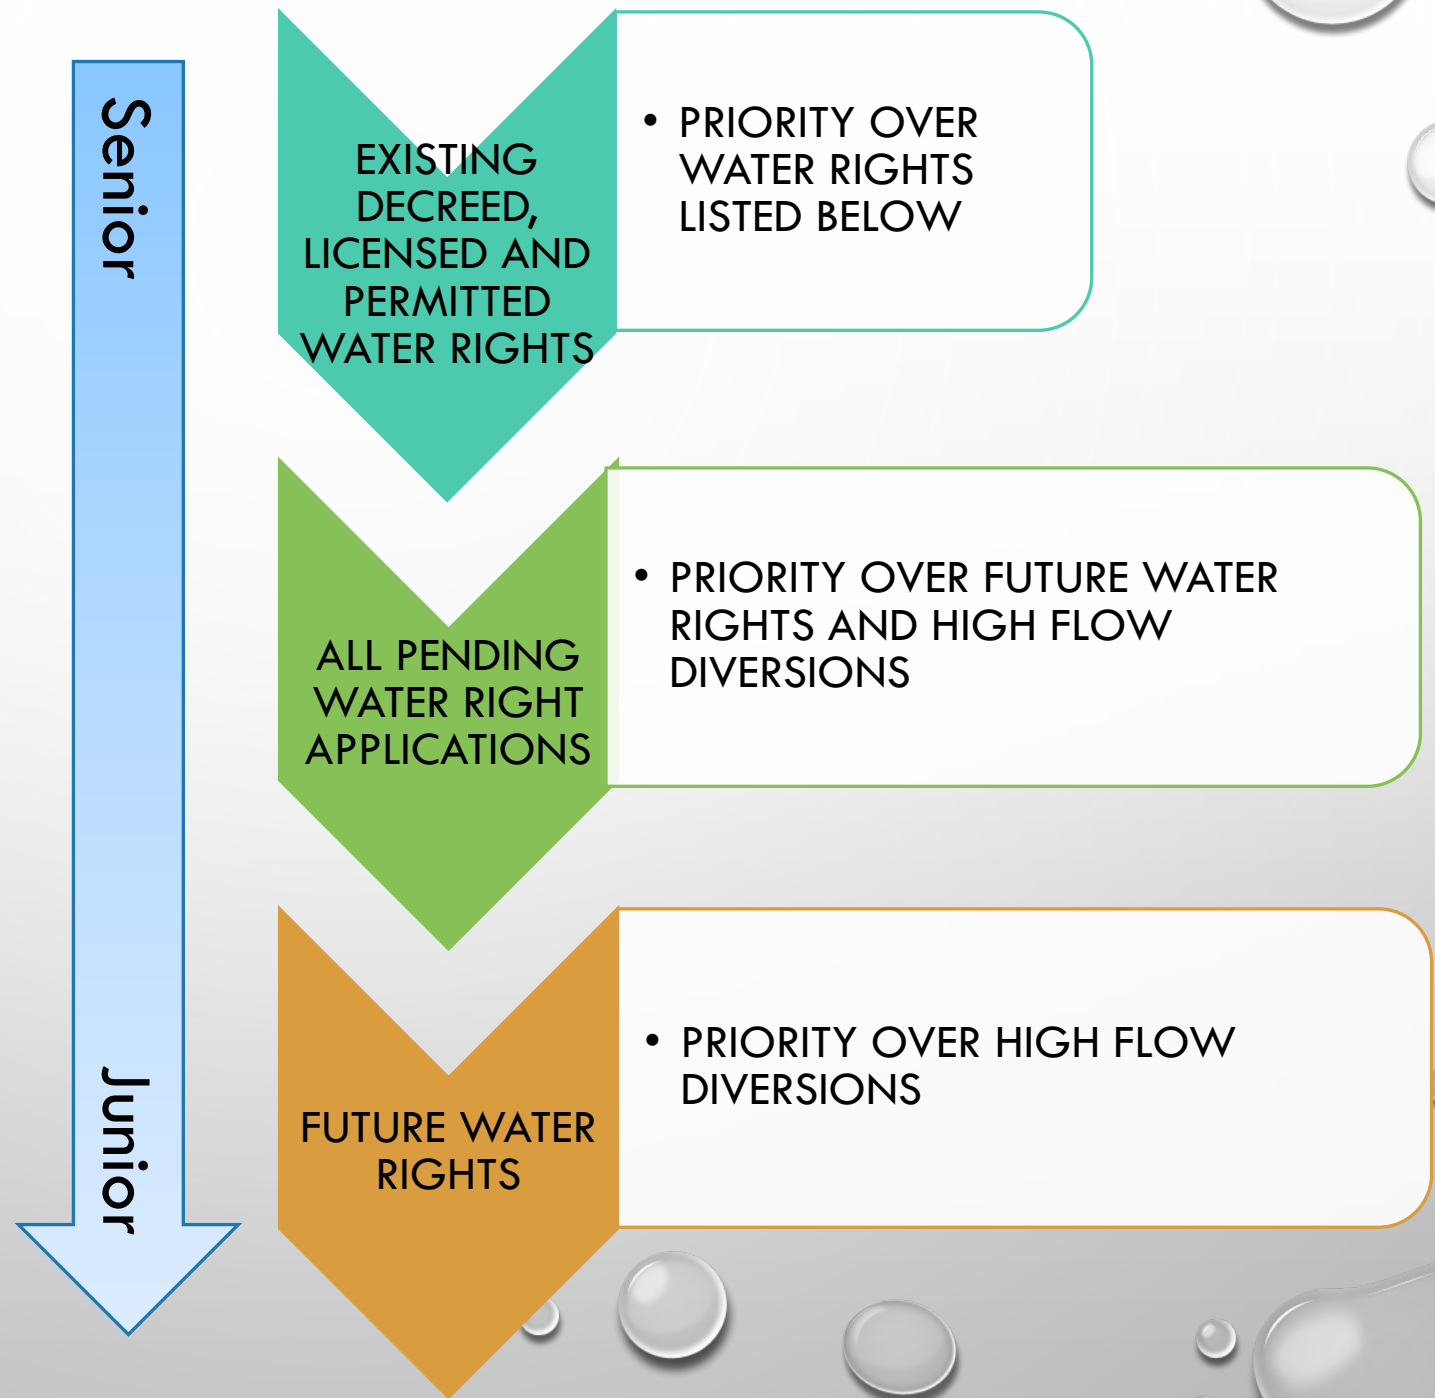 Senior
EXISTING
DECREED,
LICENSED AND
PERMITTED
WATER RIGHTS
• PRIORITY OVER
WATER RIGHTS
LISTED BELOW
ALL PENDING
WATER RIGHT
APPLICATIONS
• PRIORITY OVER FUTURE WATER
RIGHTS AND HIGH FLOW
DIVERSIONS
Junior
FUTURE WATER
RIGHTS
• PRIORITY OVER HIGH FLOW
DIVERSIONS